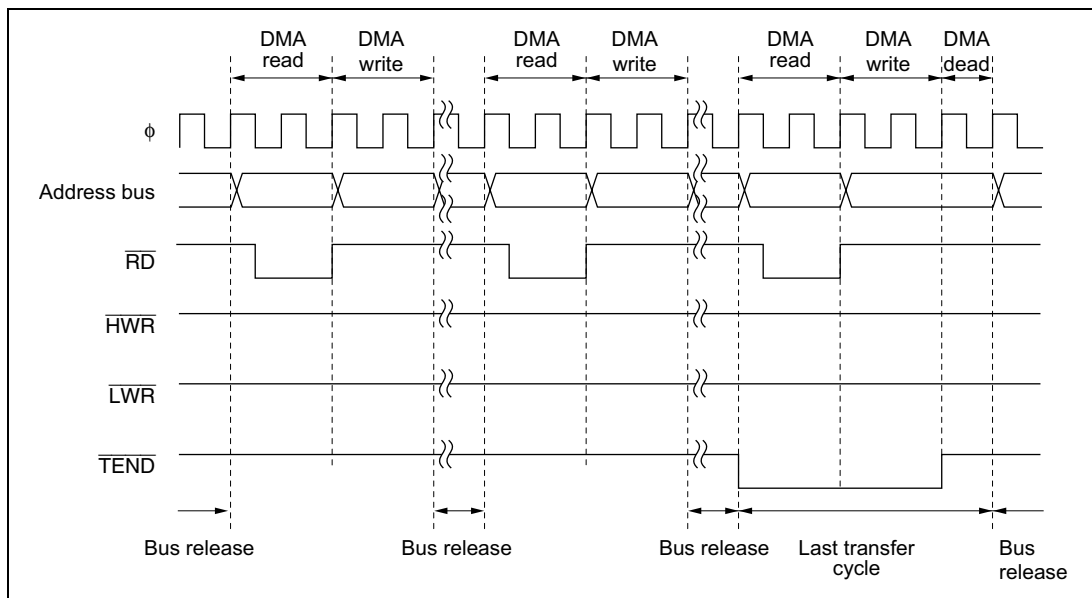 DMA read
DMA write
DMA read
DMA write
DMA read
DMA write
DMA dead
ϕ
Address bus
RD
HWR
LWR
TEND
Bus release
Bus release
Bus release
Last transfer cycle
Bus release